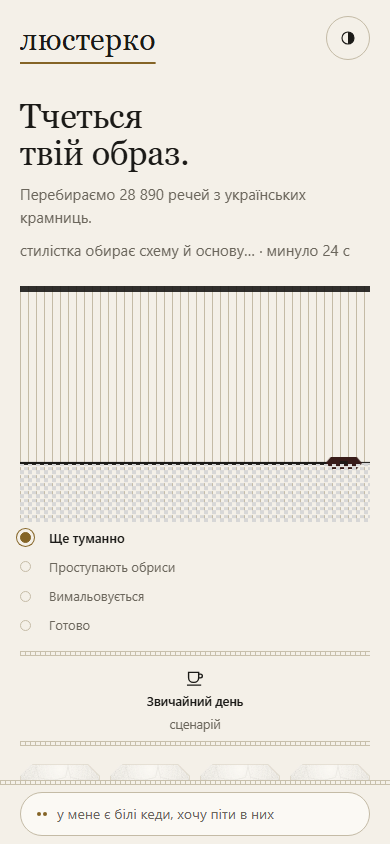 люстерко
Тчеться
твій образ.
Перебираємо 28 890 речей з українських
крамниць.
стилістка обирає схему й основу… · минуло 24 с
Ще туманно
Проступають обриси
Вимальовується
Готово
Звичайний день
сценарій
у мене є білі кеди, хочу піти в них